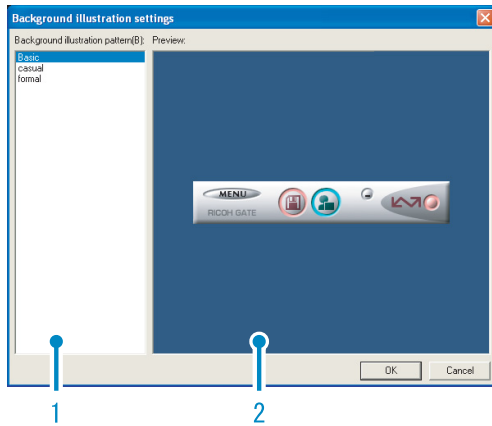 Background illustration settings
Background illustration pattern(B): Preview:
Basic
casual
formal
MENU
RICOH GATE
OK Cancel
1 2